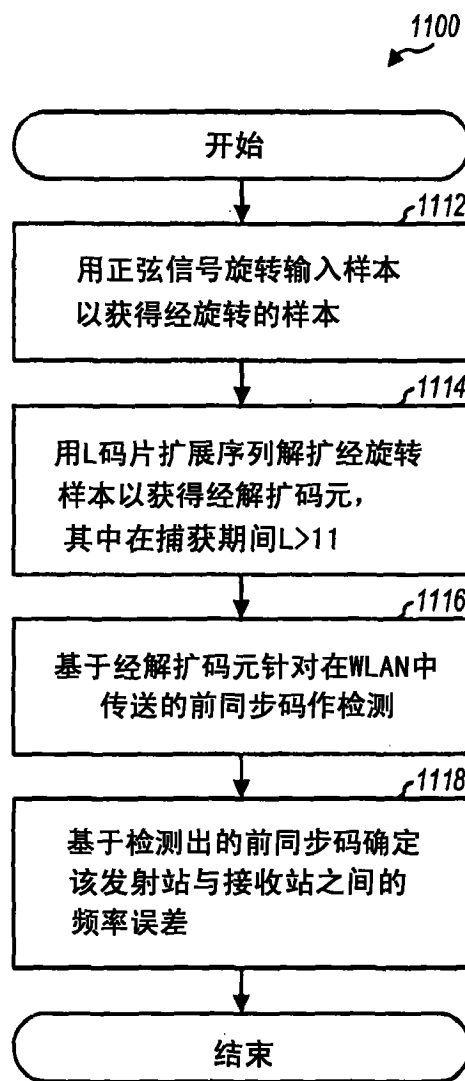 1100
开始
1112
用正弦信号旋转输入样本
以获得经旋转的样本
1114
用L码片扩展序列解扩经旋转
样本以获得经解扩码元,
其中在捕获期间L>11
1116
基于经解扩码元针对在WLAN中
传送的前同步码作检测
1118
基于检测出的前同步码确定
该发射站与接收站之间的
频率误差
结束